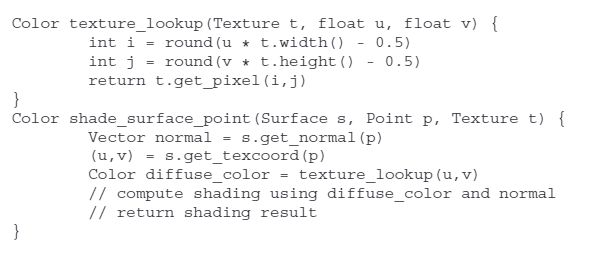 Color texture_lookup(Texture t, float u, float v) {
int i = round(u * t.width() - 0.5)
int j = round(v * t.height() - 0.5)
return t.get_pixel(i,j)
}
Color shade_surface_point(Surface s, Point p, Texture t) {
Vector normal = s.get_normal(p)
(u,v) = s.get_texcoord(p)
Color diffuse_color = texture_lookup(u,v)
// compute shading using diffuse_color and normal
// return shading result
}